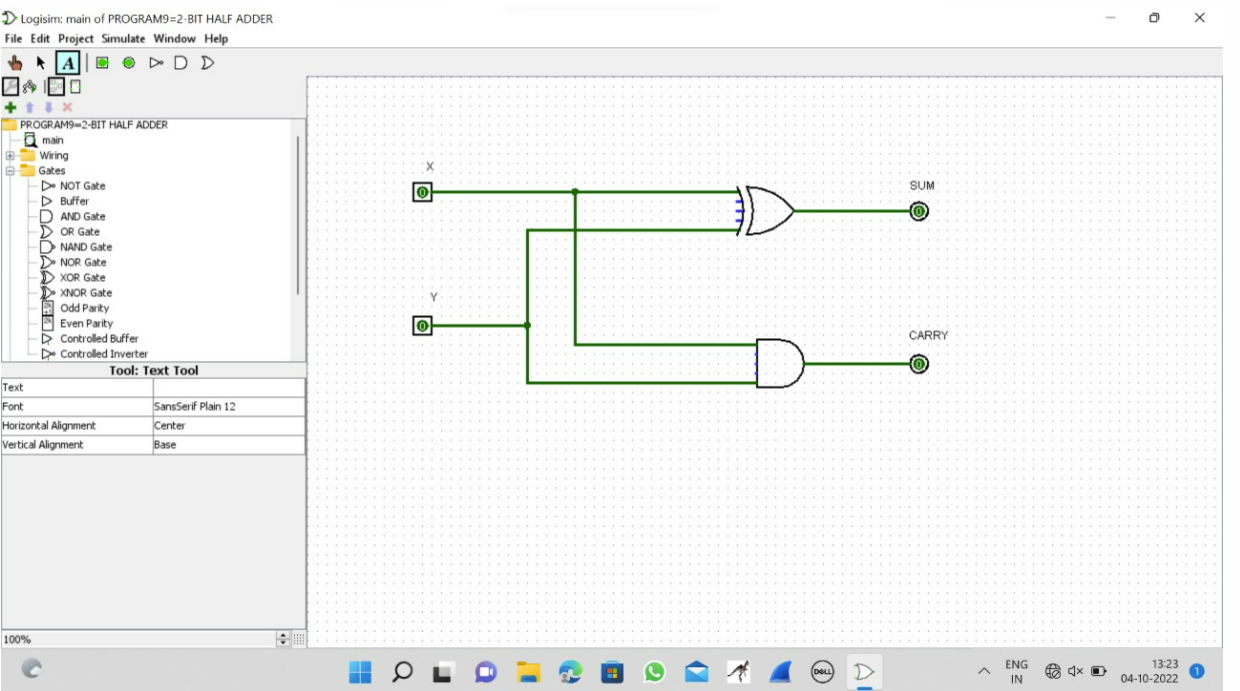 Logisim: main of PROGRAM9=2-BIT HALF ADDER
File Edit Project Simulate Window Help
A
PROGRAM9=2-BIT HALF ADDER
main
Wiring
Gates
NOT Gate
Buffer
AND Gate
OR Gate
NAND Gate
NOR Gate
XOR Gate
XNOR Gate
Odd Parity
Even Parity
Controlled Buffer
Controlled Inverter
Tool: Text Tool
Text
Font SansSerif Plain 12
Horizontal Alignment Center
Vertical Alignment Base
100%
X
0
Y
0
SUM
0
CARRY
0
DELL
ENG
IN
13:23
04-10-2022
1